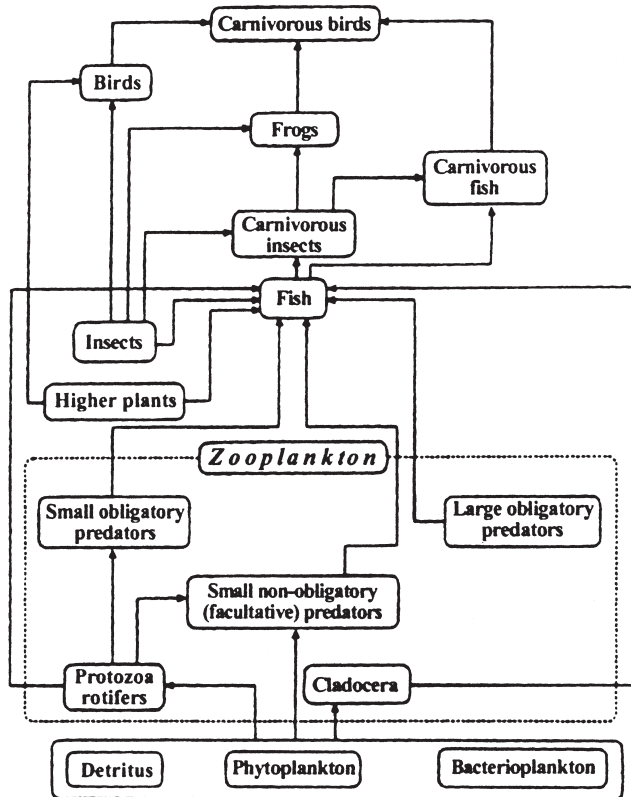 Carnivorous birds
Birds
Frogs
Carnivorous
fish
Carnivorous
insects
Fish
Insects
Higher plants
Zooplankton
Small obligatory
predators
Large obligatory
predators
Small non-obligatory
(facultative) predators
Protozoa
rotifers
Cladocera
Detritus
Phytoplankton
Bacterioplankton